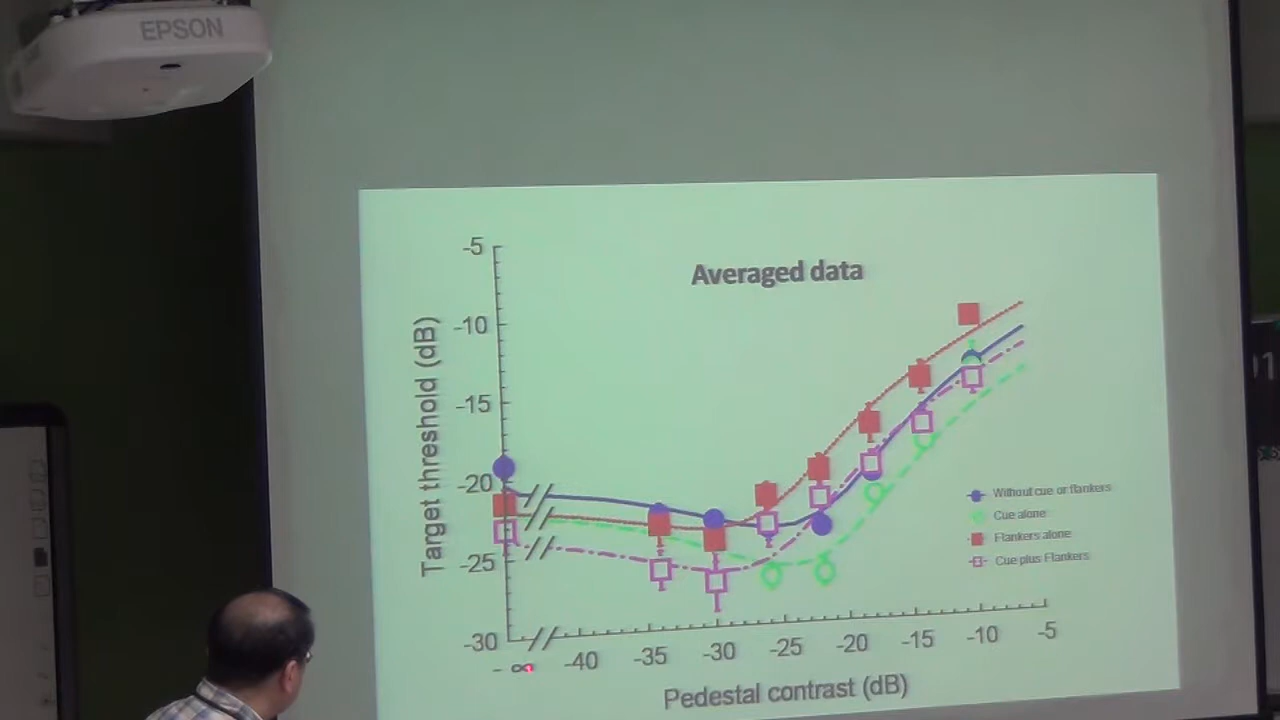 EPSON
Averaged data
Target threshold (dB)
-5
-10
-15
-20
-25
-30
- ∞
-40
-35
-30
-25
-20
-15
-10
-5
Pedestal contrast (dB)
Without cue or flankers
Cue alone
Flankers alone
Cue plus Flankers